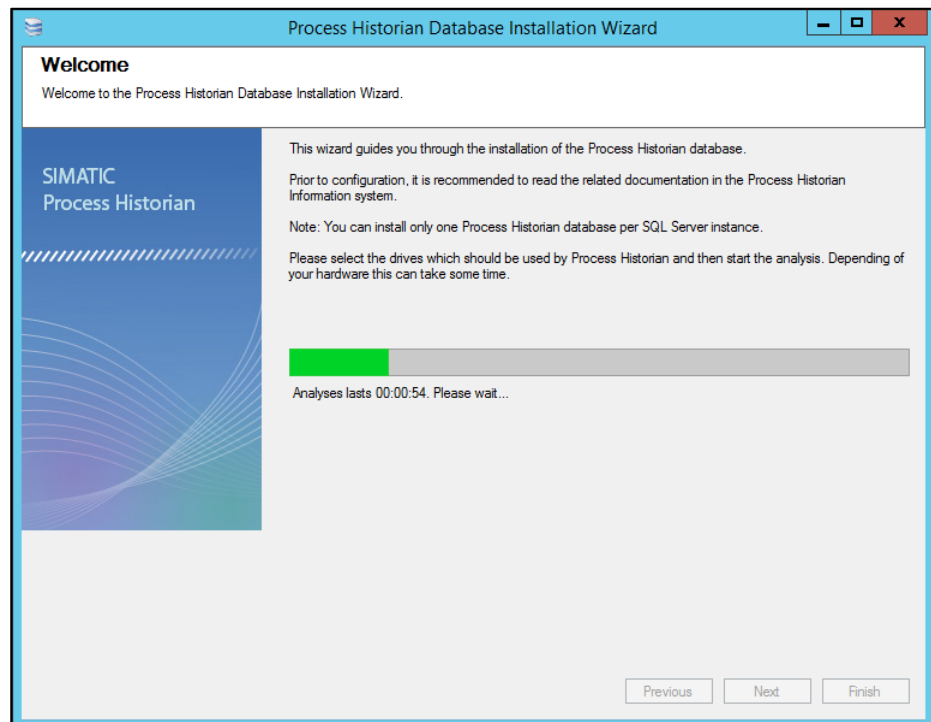 Process Historian Database Installation Wizard
Welcome
Welcome to the Process Historian Database Installation Wizard.
SIMATIC
Process Historian
This wizard guides you through the installation of the Process Historian database.
Prior to configuration, it is recommended to read the related documentation in the Process Historian
Information system.
Note: You can install only one Process Historian database per SQL Server instance.
Please select the drives which should be used by Process Historian and then start the analysis. Depending of
your hardware this can take some time.
Analyses lasts 00:00:54. Please wait...
Previous
Next
Finish